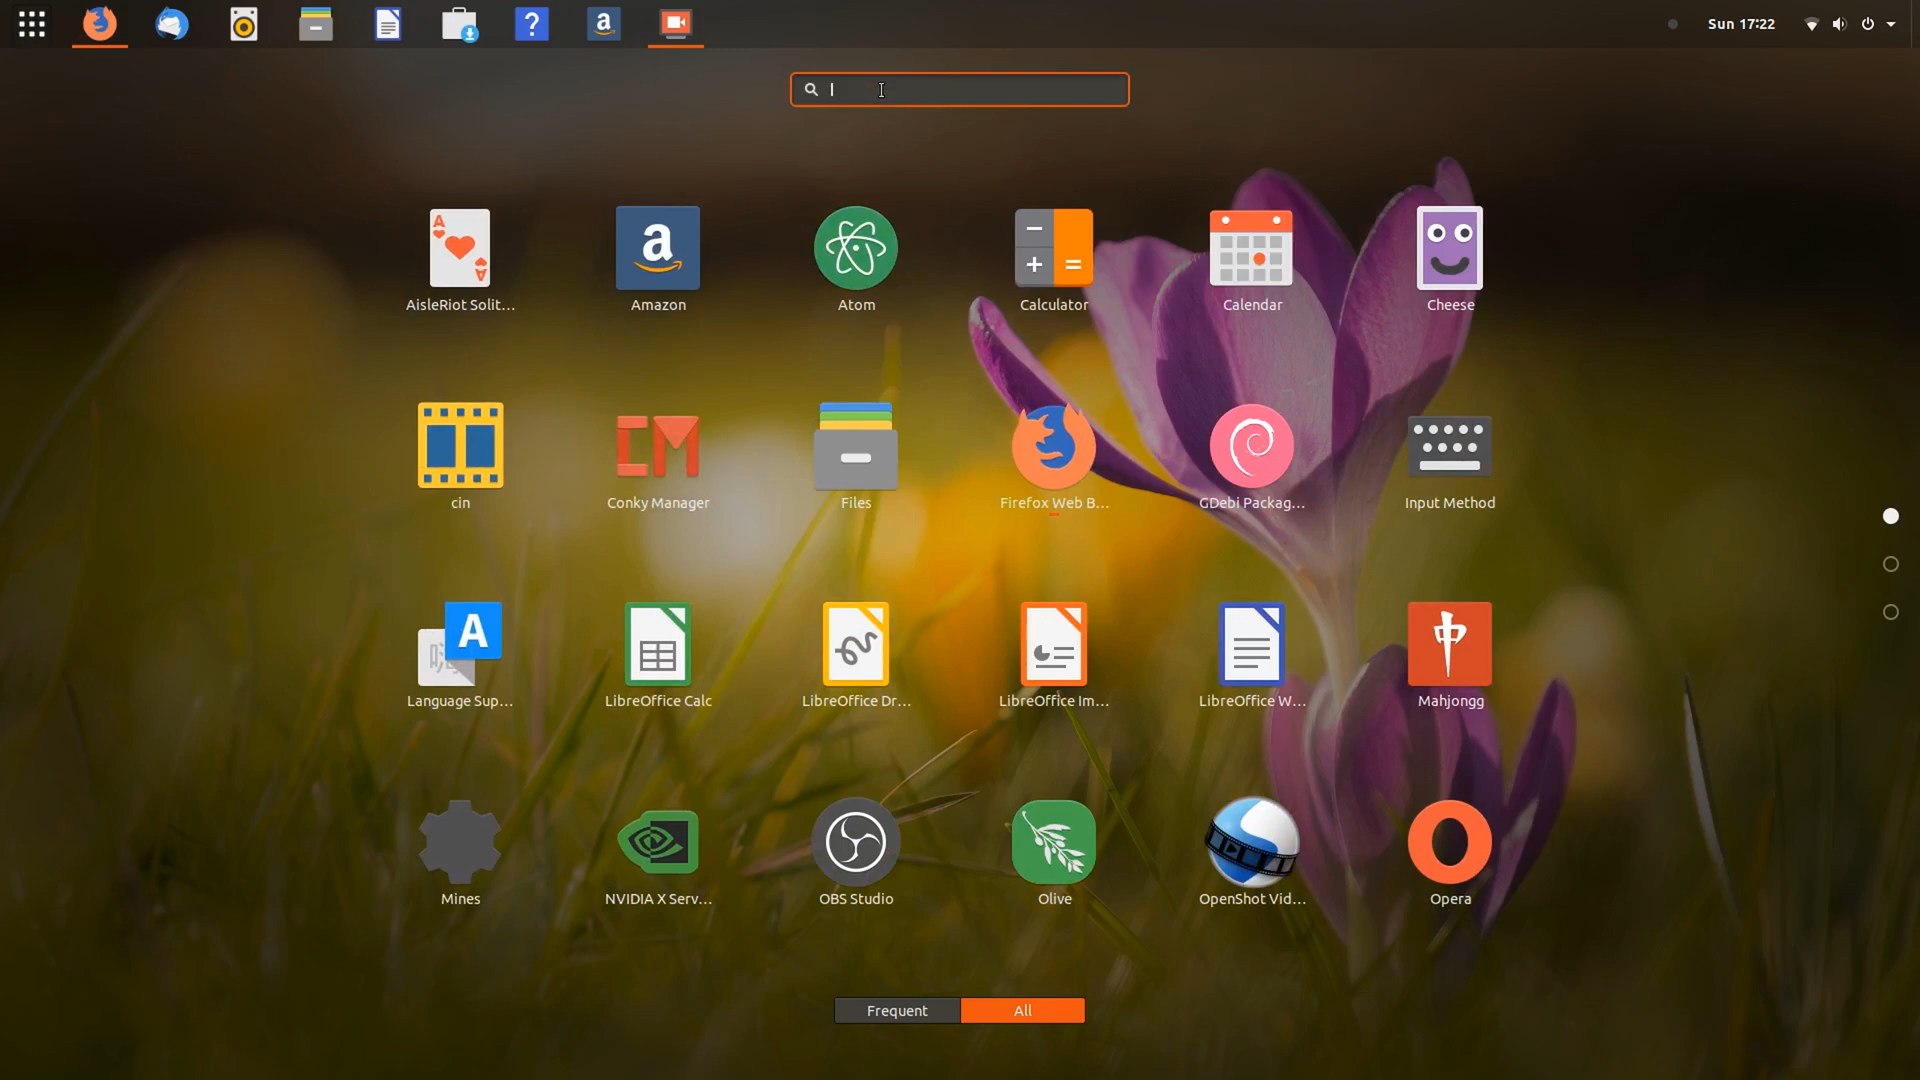 Sun 17:22
AisleRiot Solit...
Amazon
Atom
Calculator
Calendar
Cheese
cin
Conky Manager
Files
Firefox Web B...
GDebi Packag...
Input Method
Language Sup...
LibreOffice Calc
LibreOffice Dr...
LibreOffice Im...
LibreOffice W...
Mahjongg
Mines
NVIDIA X Serv...
OBS Studio
Olive
OpenShot Vid...
Opera
Frequent
All